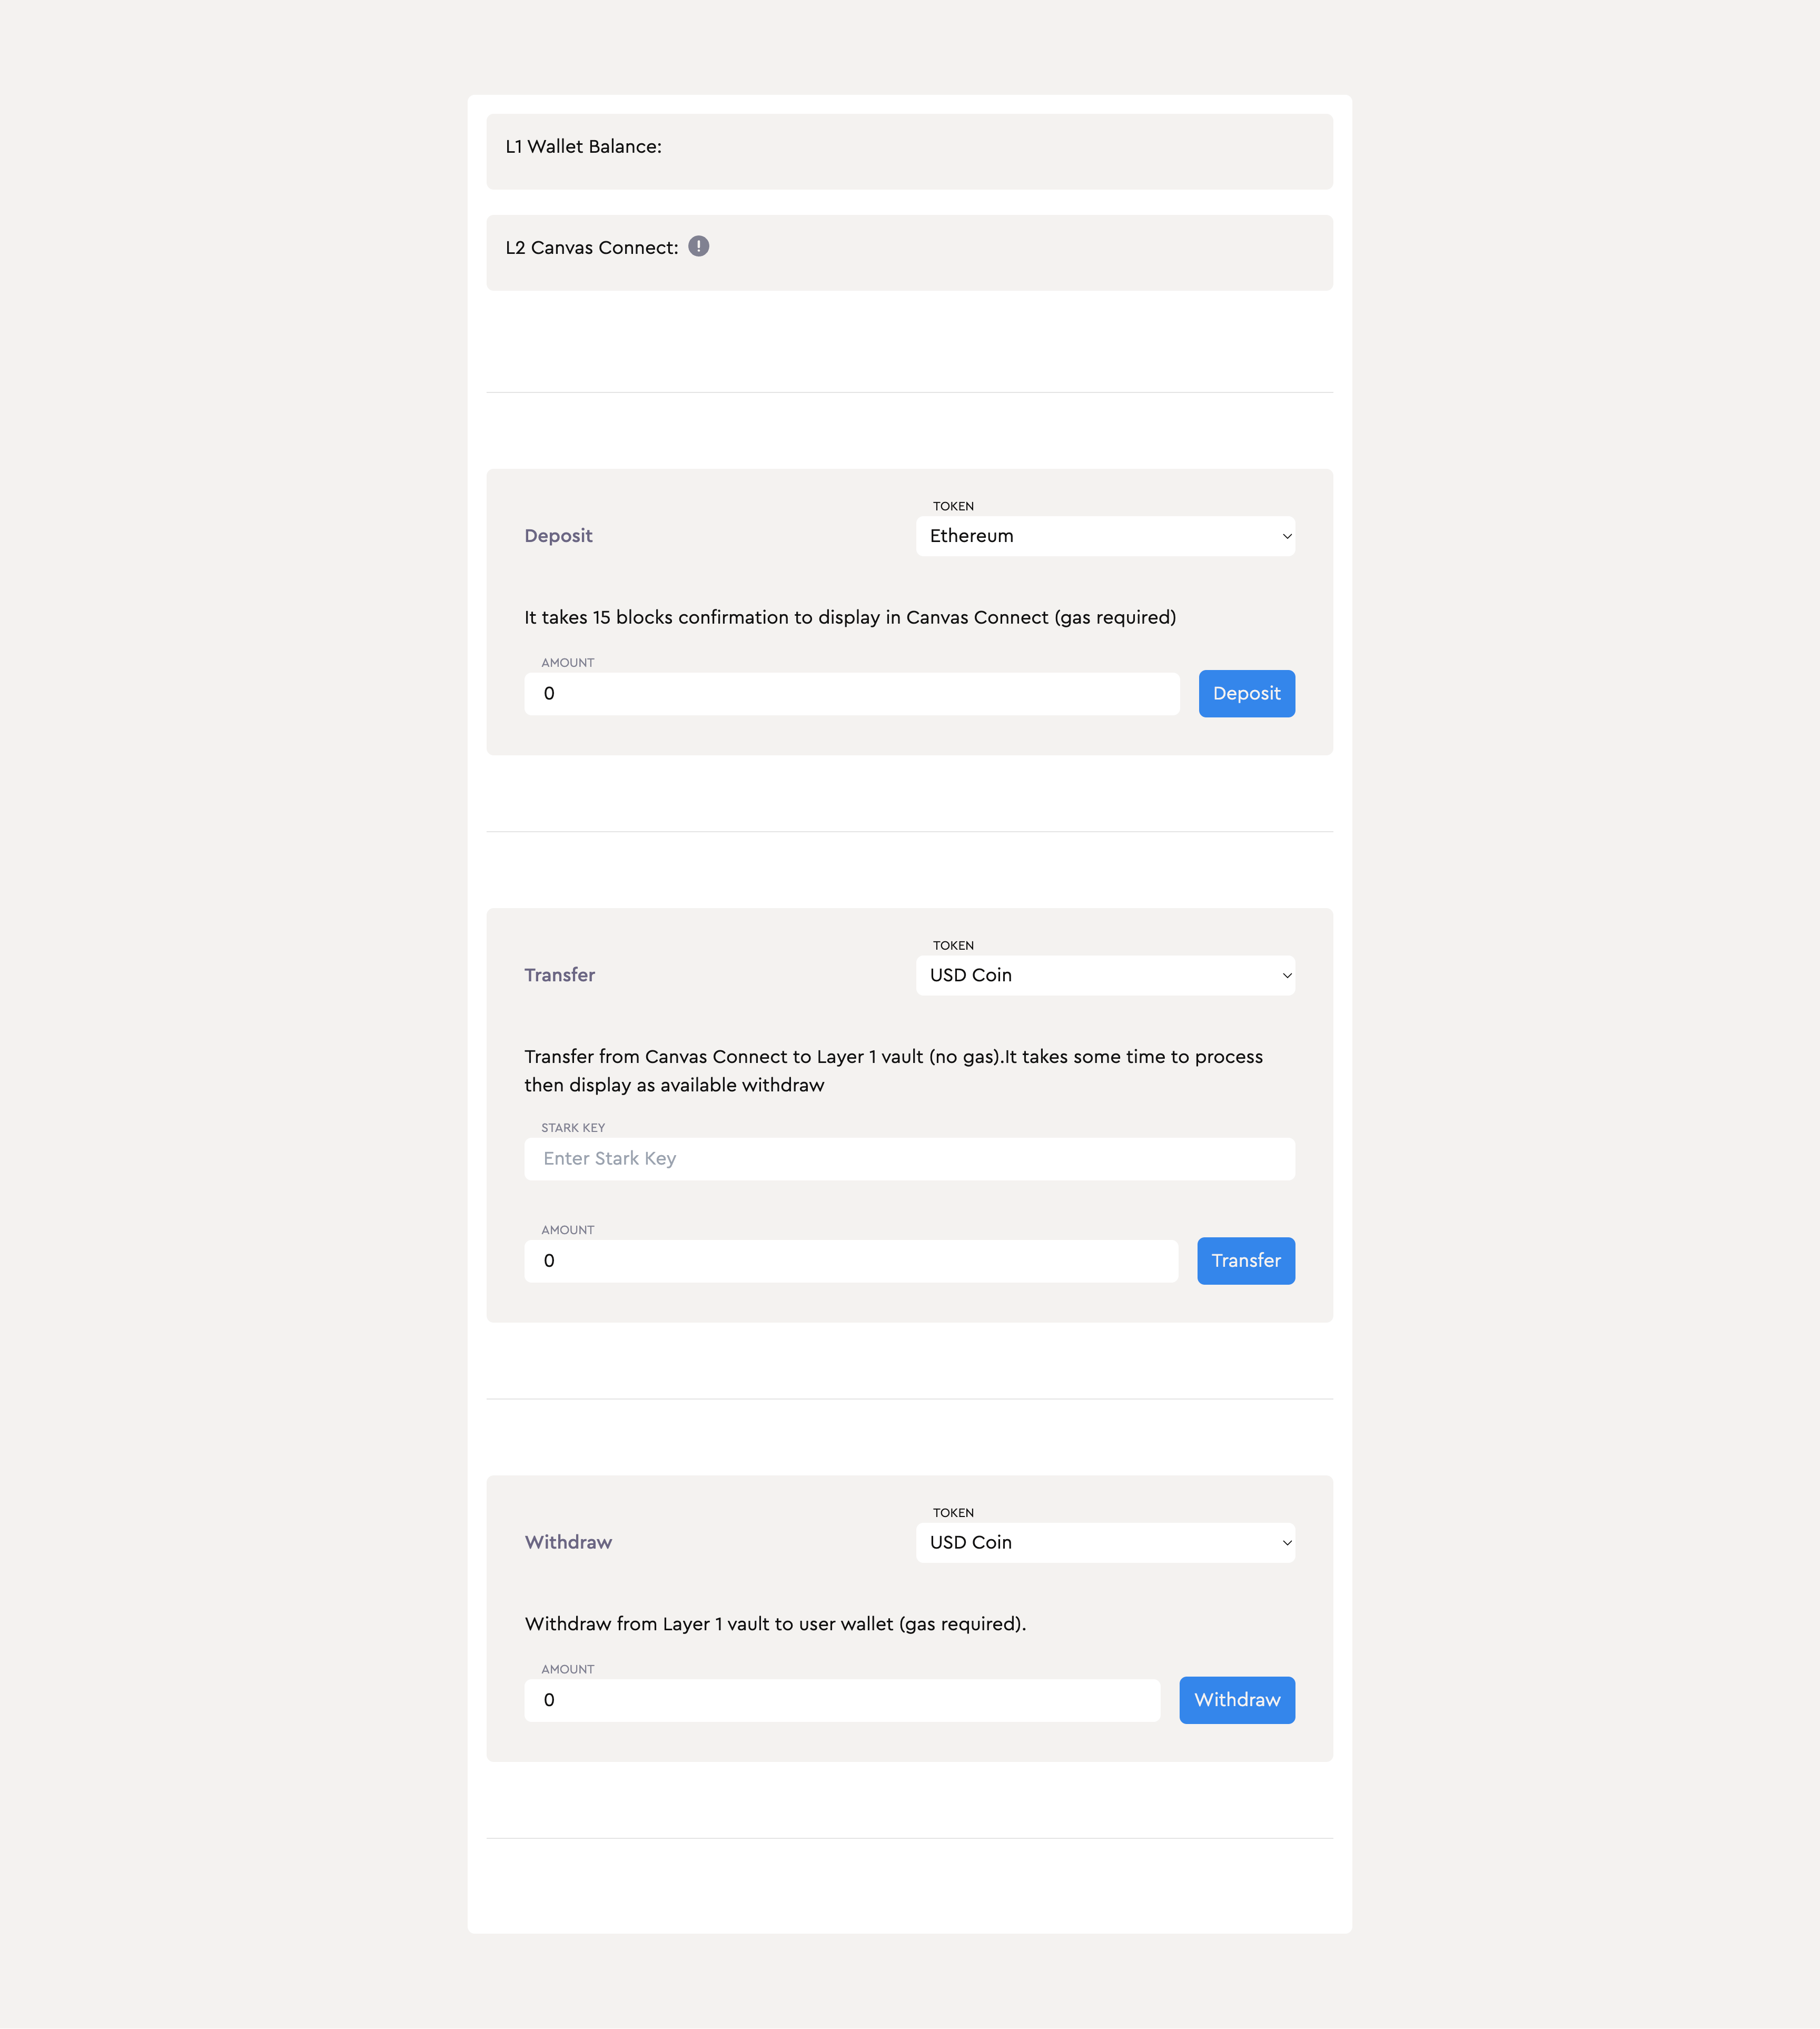 L1 Wallet Balance:
L2 Canvas Connect:
TOKEN
Deposit
Ethereum
It takes 15 blocks confirmation to display in Canvas Connect (gas required)
AMOUNT
0
Deposit
TOKEN
Transfer
USD Coin
Transfer from Canvas Connect to Layer 1 vault (no gas).It takes some time to process
then display as available withdraw
STARK KEY
Enter Stark Key
AMOUNT
0
Transfer
TOKEN
Withdraw
USD Coin
Withdraw from Layer 1 vault to user wallet (gas required).
AMOUNT
0
Withdraw